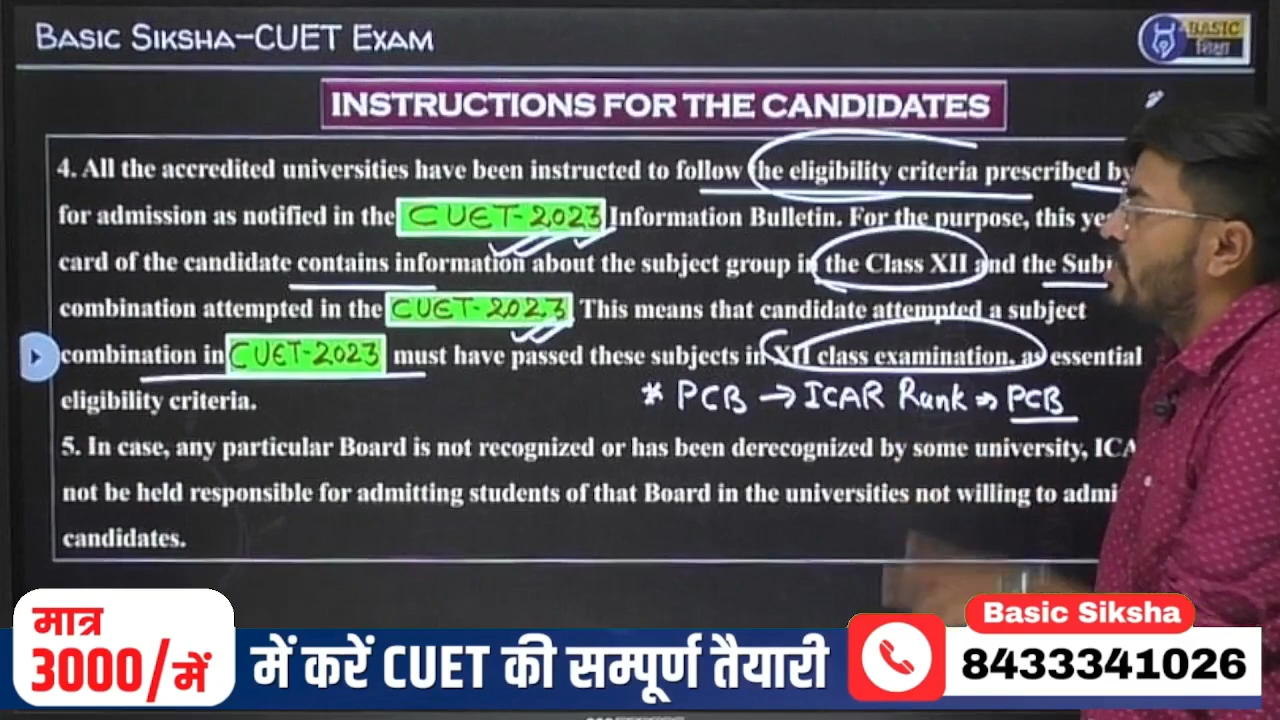 BASIC SIKSHA-CUET EXAM
BASIC
शिक्षा
INSTRUCTIONS FOR THE CANDIDATES
4. All the accredited universities have been instructed to follow the eligibility criteria prescribed by
for admission as notified in the CUET-2023 Information Bulletin. For the purpose, this
card of the candidate contains information about the subject group in the Class XII and the
combination attempted in the CUET-2023 This means that candidate attempted a subject
combination in CUET-2023 must have passed these subjects in XII class examination, as essential
eligibility criteria.
* PCB → ICAR Rank ⇒ PCB
5. In case, any particular Board is not recognized or has been derecognized by some university,
not be held responsible for admitting students of that Board in the universities not willing to
candidates.
मात्र
3000/में
में करें CUET की सम्पूर्ण तैयारी
Basic Siksha
8433341026